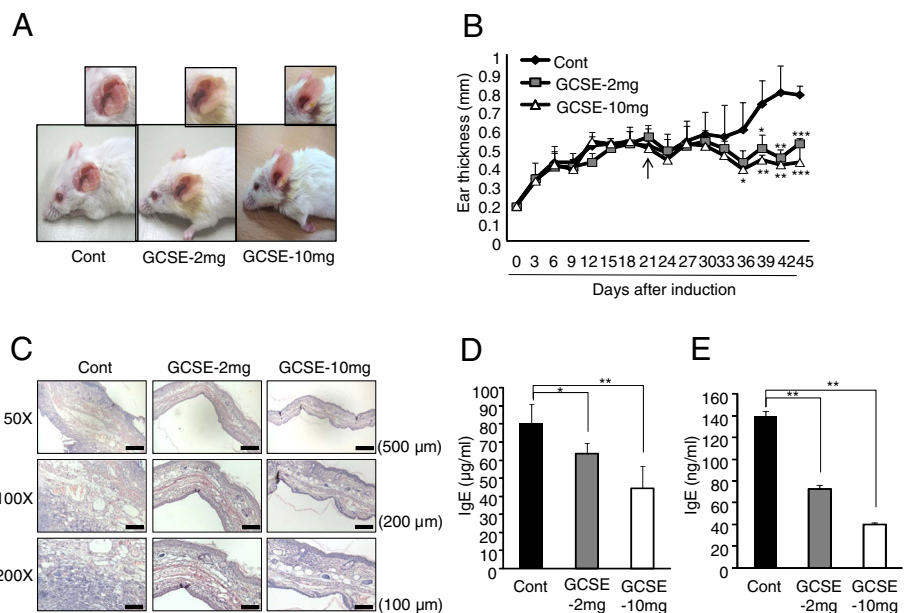 A
Cont
GCSE-2mg
GCSE-10mg
B
Ear thickness (mm)
1
0.9
0.8
0.7
0.6
0.5
0.4
0.3
0.2
0.1
0
Cont
GCSE-2mg
GCSE-10mg
* ** ***
* ** ** ***
0 3 6 9 12 15 18 21 24 27 30 33 36 39 42 45
Days after induction
C
Cont GCSE-2mg GCSE-10mg
50X
(500 µm)
100X
(200 µm)
200X
(100 µm)
D
IgE (µg/ml)
100
90
80
70
60
50
40
30
20
10
0
**
*
Cont GCSE GCSE
-2mg -10mg
E
IgE (ng/ml)
160
140
120
100
80
60
40
20
0
**
**
Cont GCSE GCSE
-2mg -10mg